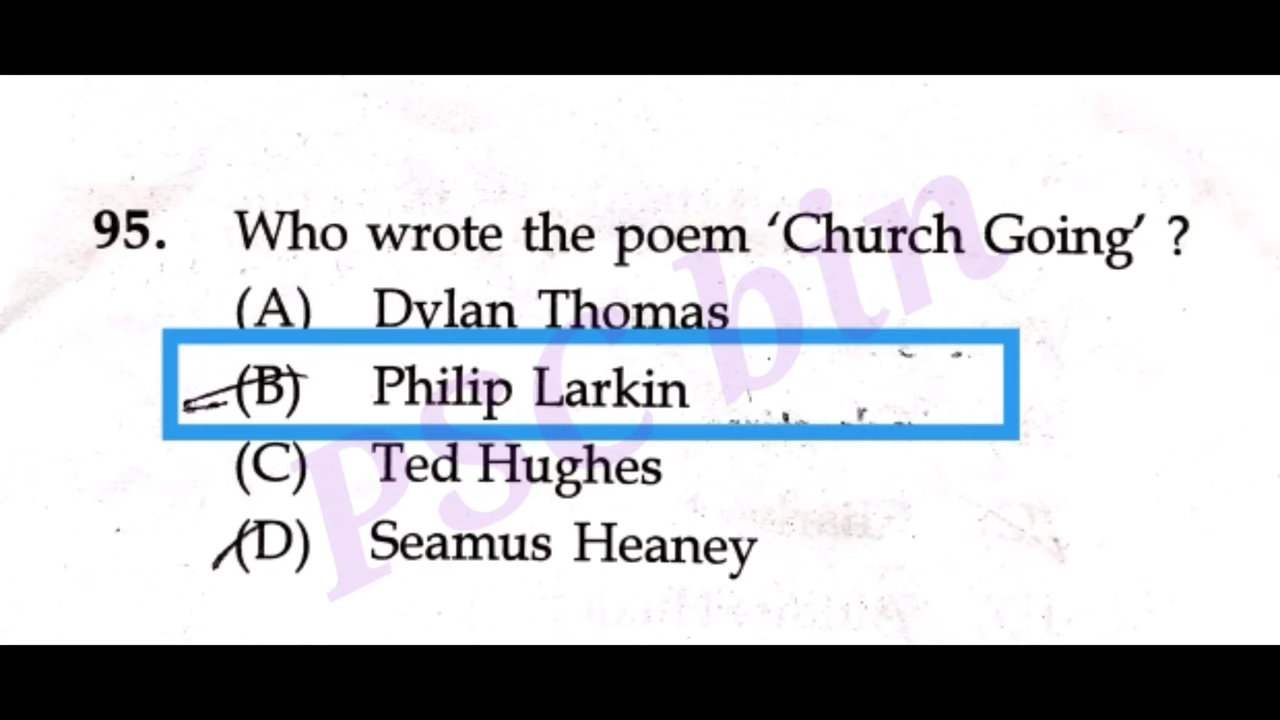 95. Who wrote the poem ‘Church Going’ ?
(A) Dylan Thomas
(B) Philip Larkin
(C) Ted Hughes
(D) Seamus Heaney
PSC bin